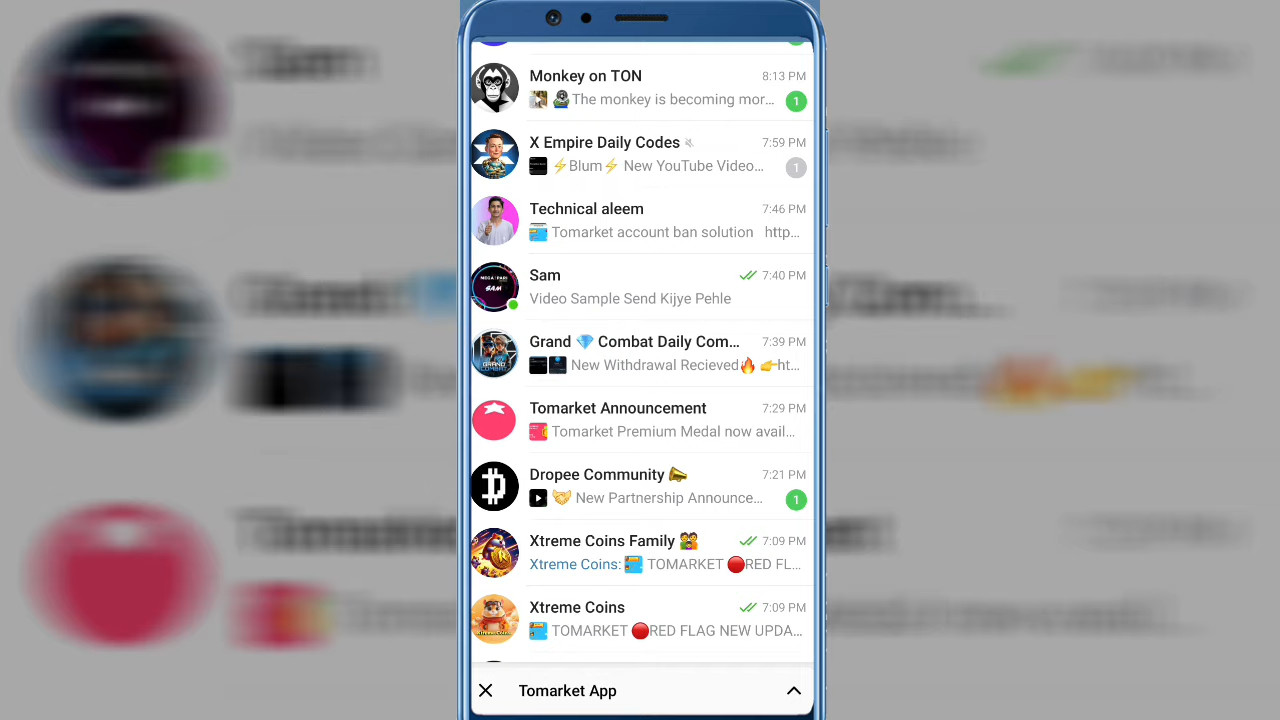 Monkey on TON 8:13 PM
The monkey is becoming mor... 1
X Empire Daily Codes 7:59 PM
⚡Blum⚡ New YouTube Video... 1
Technical aleem 7:46 PM
Tomarket account ban solution http...
Sam 7:40 PM
Video Sample Send Kijye Pehle
Grand 💎 Combat Daily Com... 7:39 PM
New Withdrawal Recieved🔥 👉ht...
Tomarket Announcement 7:29 PM
Tomarket Premium Medal now avail...
Dropee Community 📣 7:21 PM
🤝 New Partnership Announce... 1
Xtreme Coins Family 👨‍👩‍👧 7:09 PM
Xtreme Coins: TOMARKET 🔴RED FL...
Xtreme Coins 7:09 PM
TOMARKET 🔴RED FLAG NEW UPDA...
Tomarket App